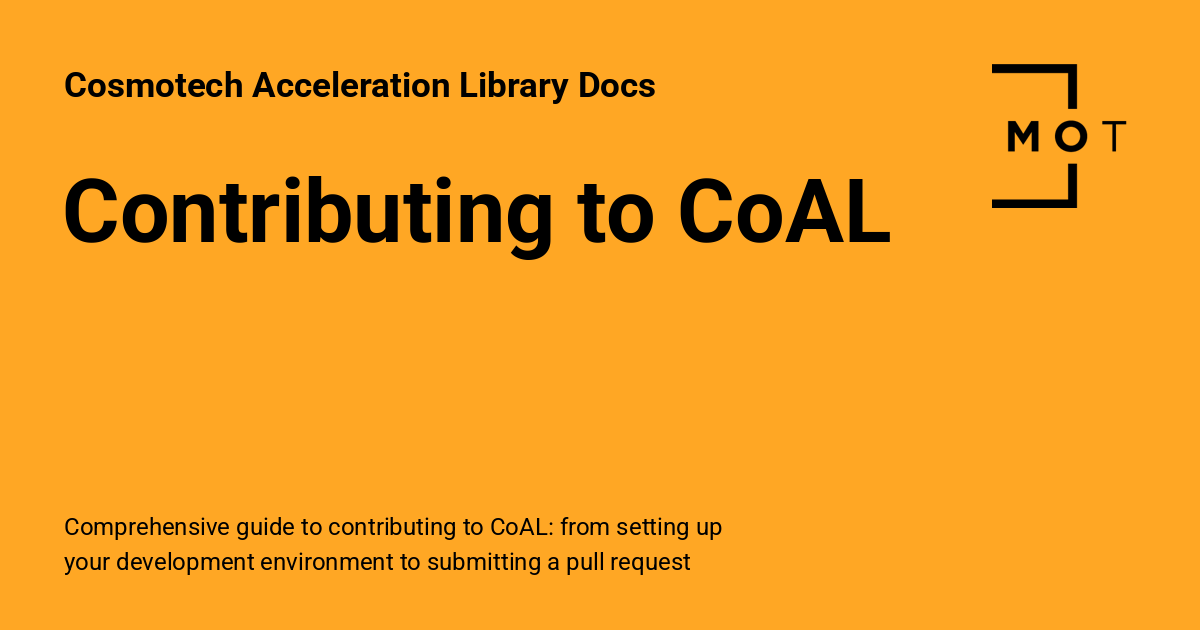 Cosmotech Acceleration Library Docs
MOT
Contributing to CoAL
Comprehensive guide to contributing to CoAL: from setting up
your development environment to submitting a pull request